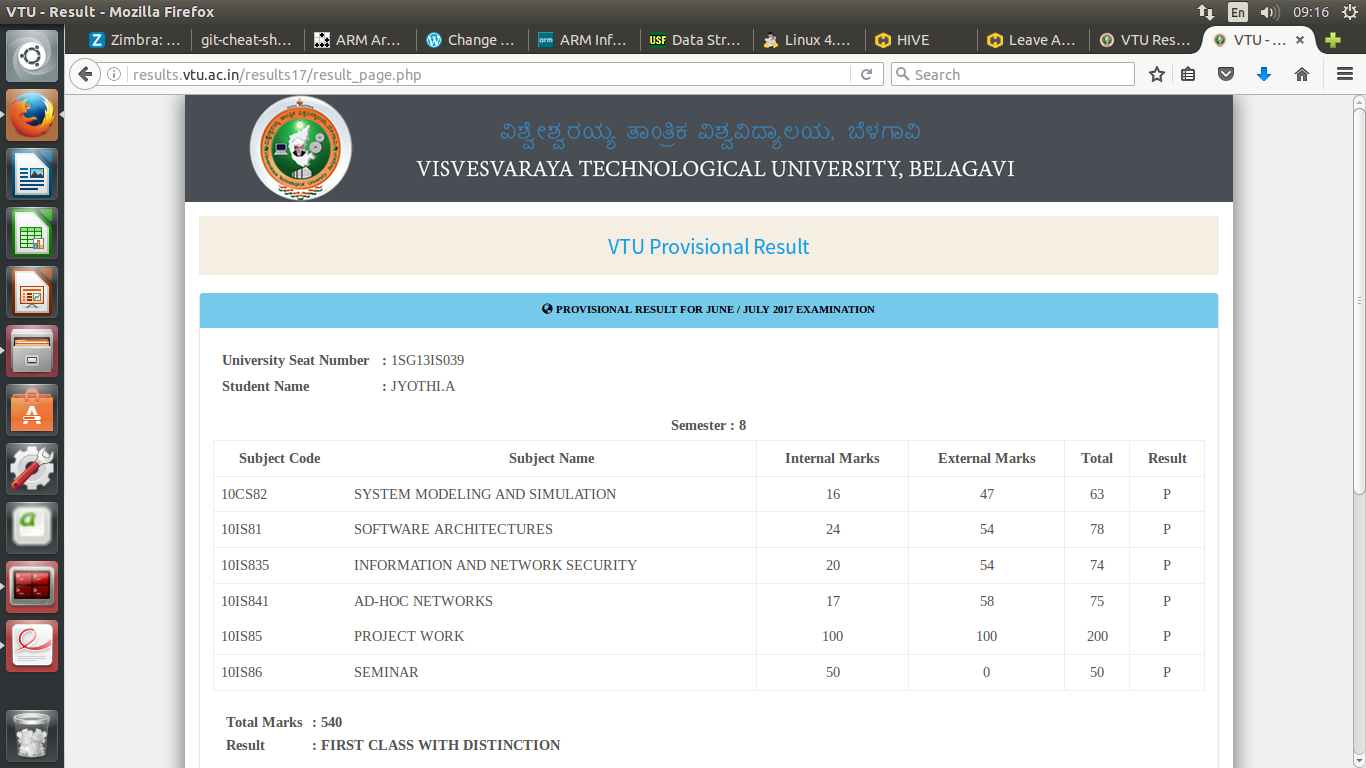 VTU - Result - Mozilla Firefox
En
09:16
Zimbra: ...
git-cheat-sh...
ARM Ar...
Change ...
arm ARM Inf...
USF Data Str...
Linux 4....
HIVE
Leave A...
VTU Res...
VTU - ...
results.vtu.ac.in/results17/result_page.php
Search
ವಿಶ್ವೇಶ್ವರಯ್ಯ ತಾಂತ್ರಿಕ ವಿಶ್ವವಿದ್ಯಾಲಯ, ಬೆಳಗಾವಿ
VISVESVARAYA TECHNOLOGICAL UNIVERSITY, BELAGAVI
VTU Provisional Result
PROVISIONAL RESULT FOR JUNE / JULY 2017 EXAMINATION
University Seat Number : 1SG13IS039
Student Name : JYOTHI.A
Semester : 8
Subject Code Subject Name Internal Marks External Marks Total Result
10CS82 SYSTEM MODELING AND SIMULATION 16 47 63 P
10IS81 SOFTWARE ARCHITECTURES 24 54 78 P
10IS835 INFORMATION AND NETWORK SECURITY 20 54 74 P
10IS841 AD-HOC NETWORKS 17 58 75 P
10IS85 PROJECT WORK 100 100 200 P
10IS86 SEMINAR 50 0 50 P
Total Marks : 540
Result : FIRST CLASS WITH DISTINCTION